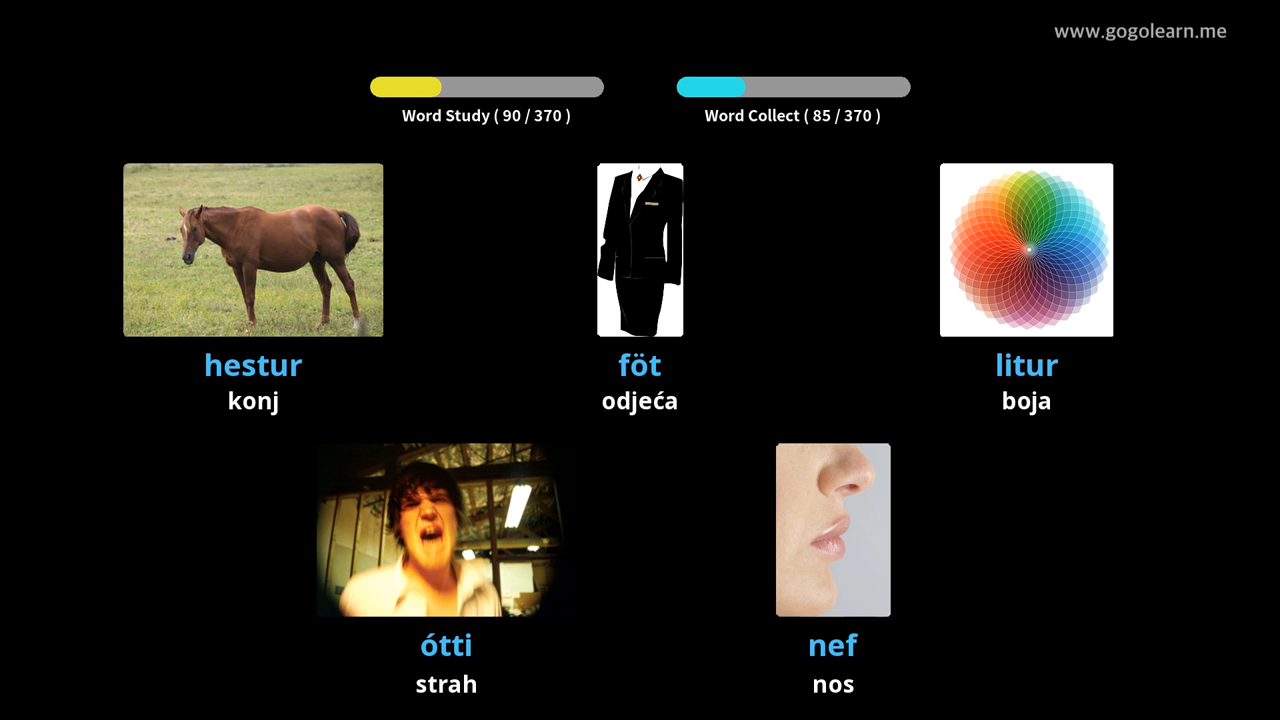 www.gogolearn.me
Word Study ( 90 / 370 )
Word Collect ( 85 / 370 )
hestur
konj
föt
odjeća
litur
boja
ótti
strah
nef
nos